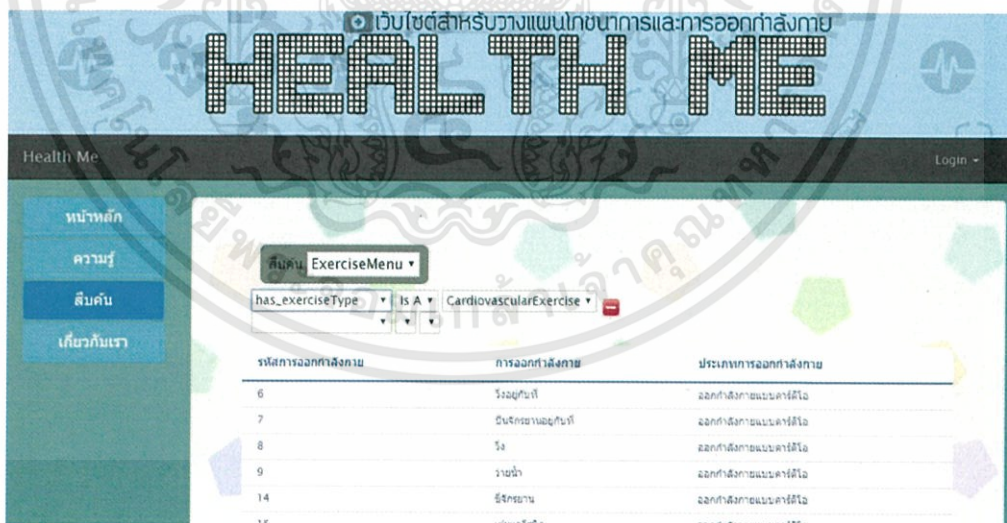 เว็บไซต์สำหรับวางแผนโภชนาการและการออกกำลังกาย
HEALTH ME
Health Me
Login
หน้าหลัก
ความรู้
สืบค้น
เกี่ยวกับเรา
สืบค้น ExerciseMenu
has_exerciseType Is A CardiovascularExercise
รหัสการออกกำลังกาย การออกกำลังกาย ประเภทการออกกำลังกาย
6 วิ่งอยู่กับที่ ออกกำลังกายแบบคาร์ดิโอ
7 ปั่นจักรยานอยู่กับที่ ออกกำลังกายแบบคาร์ดิโอ
8 วิ่ง ออกกำลังกายแบบคาร์ดิโอ
9 ว่ายน้ำ ออกกำลังกายแบบคาร์ดิโอ
14 ขี่จักรยาน ออกกำลังกายแบบคาร์ดิโอ